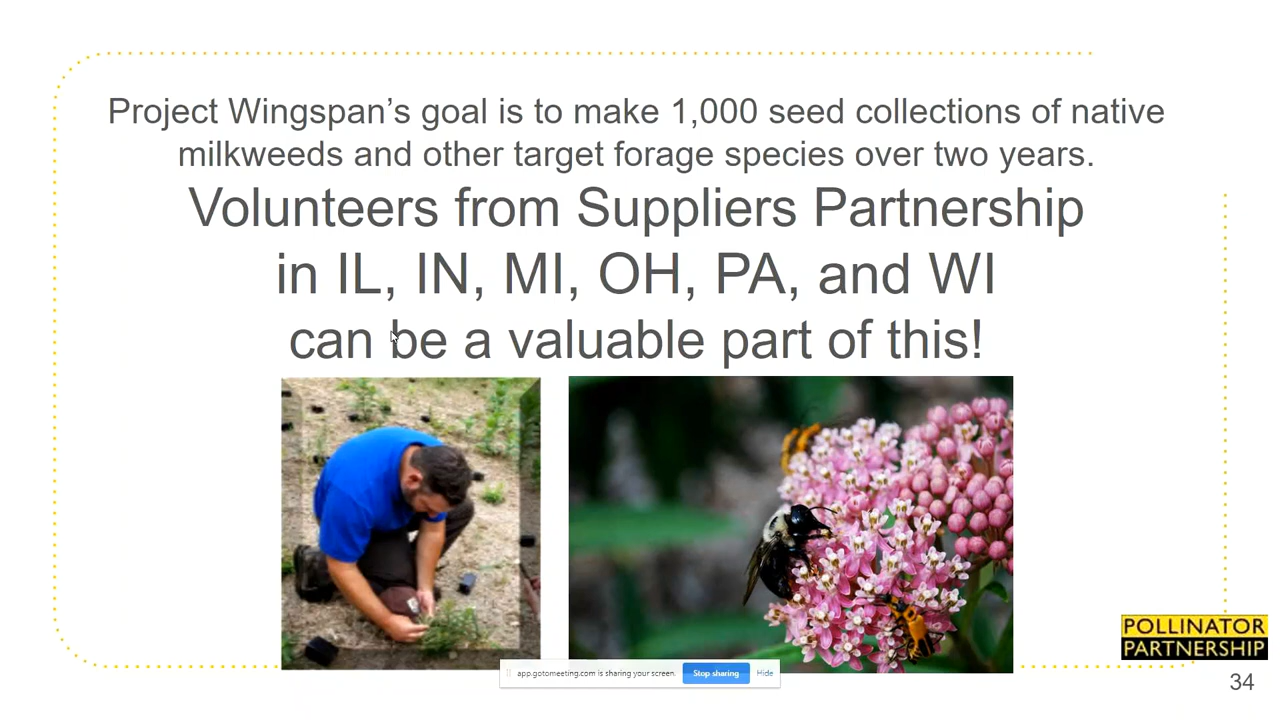 Project Wingspan’s goal is to make 1,000 seed collections of native
milkweeds and other target forage species over two years.
Volunteers from Suppliers Partnership
in IL, IN, MI, OH, PA, and WI
can be a valuable part of this!
POLLINATOR
PARTNERSHIP
app.gotomeeting.com is sharing your screen. Stop sharing Hide
34